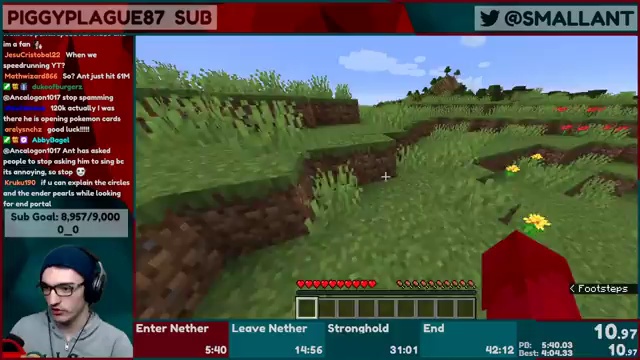 PIGGYPLAGUE87 SUB
@SMALLANT
im a fan
JesuCristobal22 When we
speedrunning YT?
Mathwizard866 So? Ant just hit 61M
dukeofburgerz
@Ancalogon1017 stop spamming
120k actually I was
there he is opening pokemon cards
arelysnchz good luck!!!!!
AbbyBagel
@Ancalogon1017 Ant has asked
people to stop asking him to sing bc
its annoying, so stop
Kruku190 if u can explain the circles
and the ender pearls while looking
for end portal
Sub Goal: 8,957/9,000
0_0
< Footsteps
Enter Nether
5:40
Leave Nether
14:56
Stronghold
31:01
End
42:12
10.97
PB: 5:40.03
Best: 4:04.33
10.97